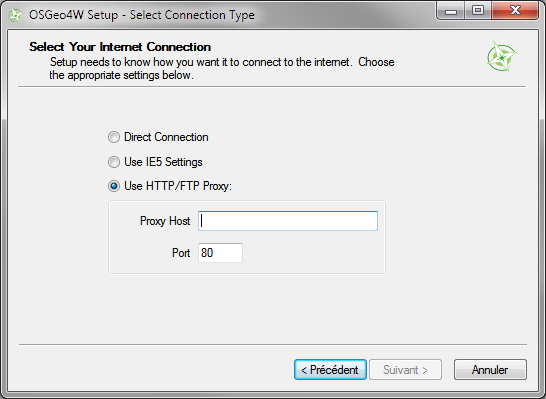 OSGeo4W Setup - Select Connection Type
Select Your Internet Connection
Setup needs to know how you want it to connect to the internet. Choose
the appropriate settings below.
Direct Connection
Use IE5 Settings
Use HTTP/FTP Proxy:
Proxy Host
Port 80
< Précédent Suivant > Annuler